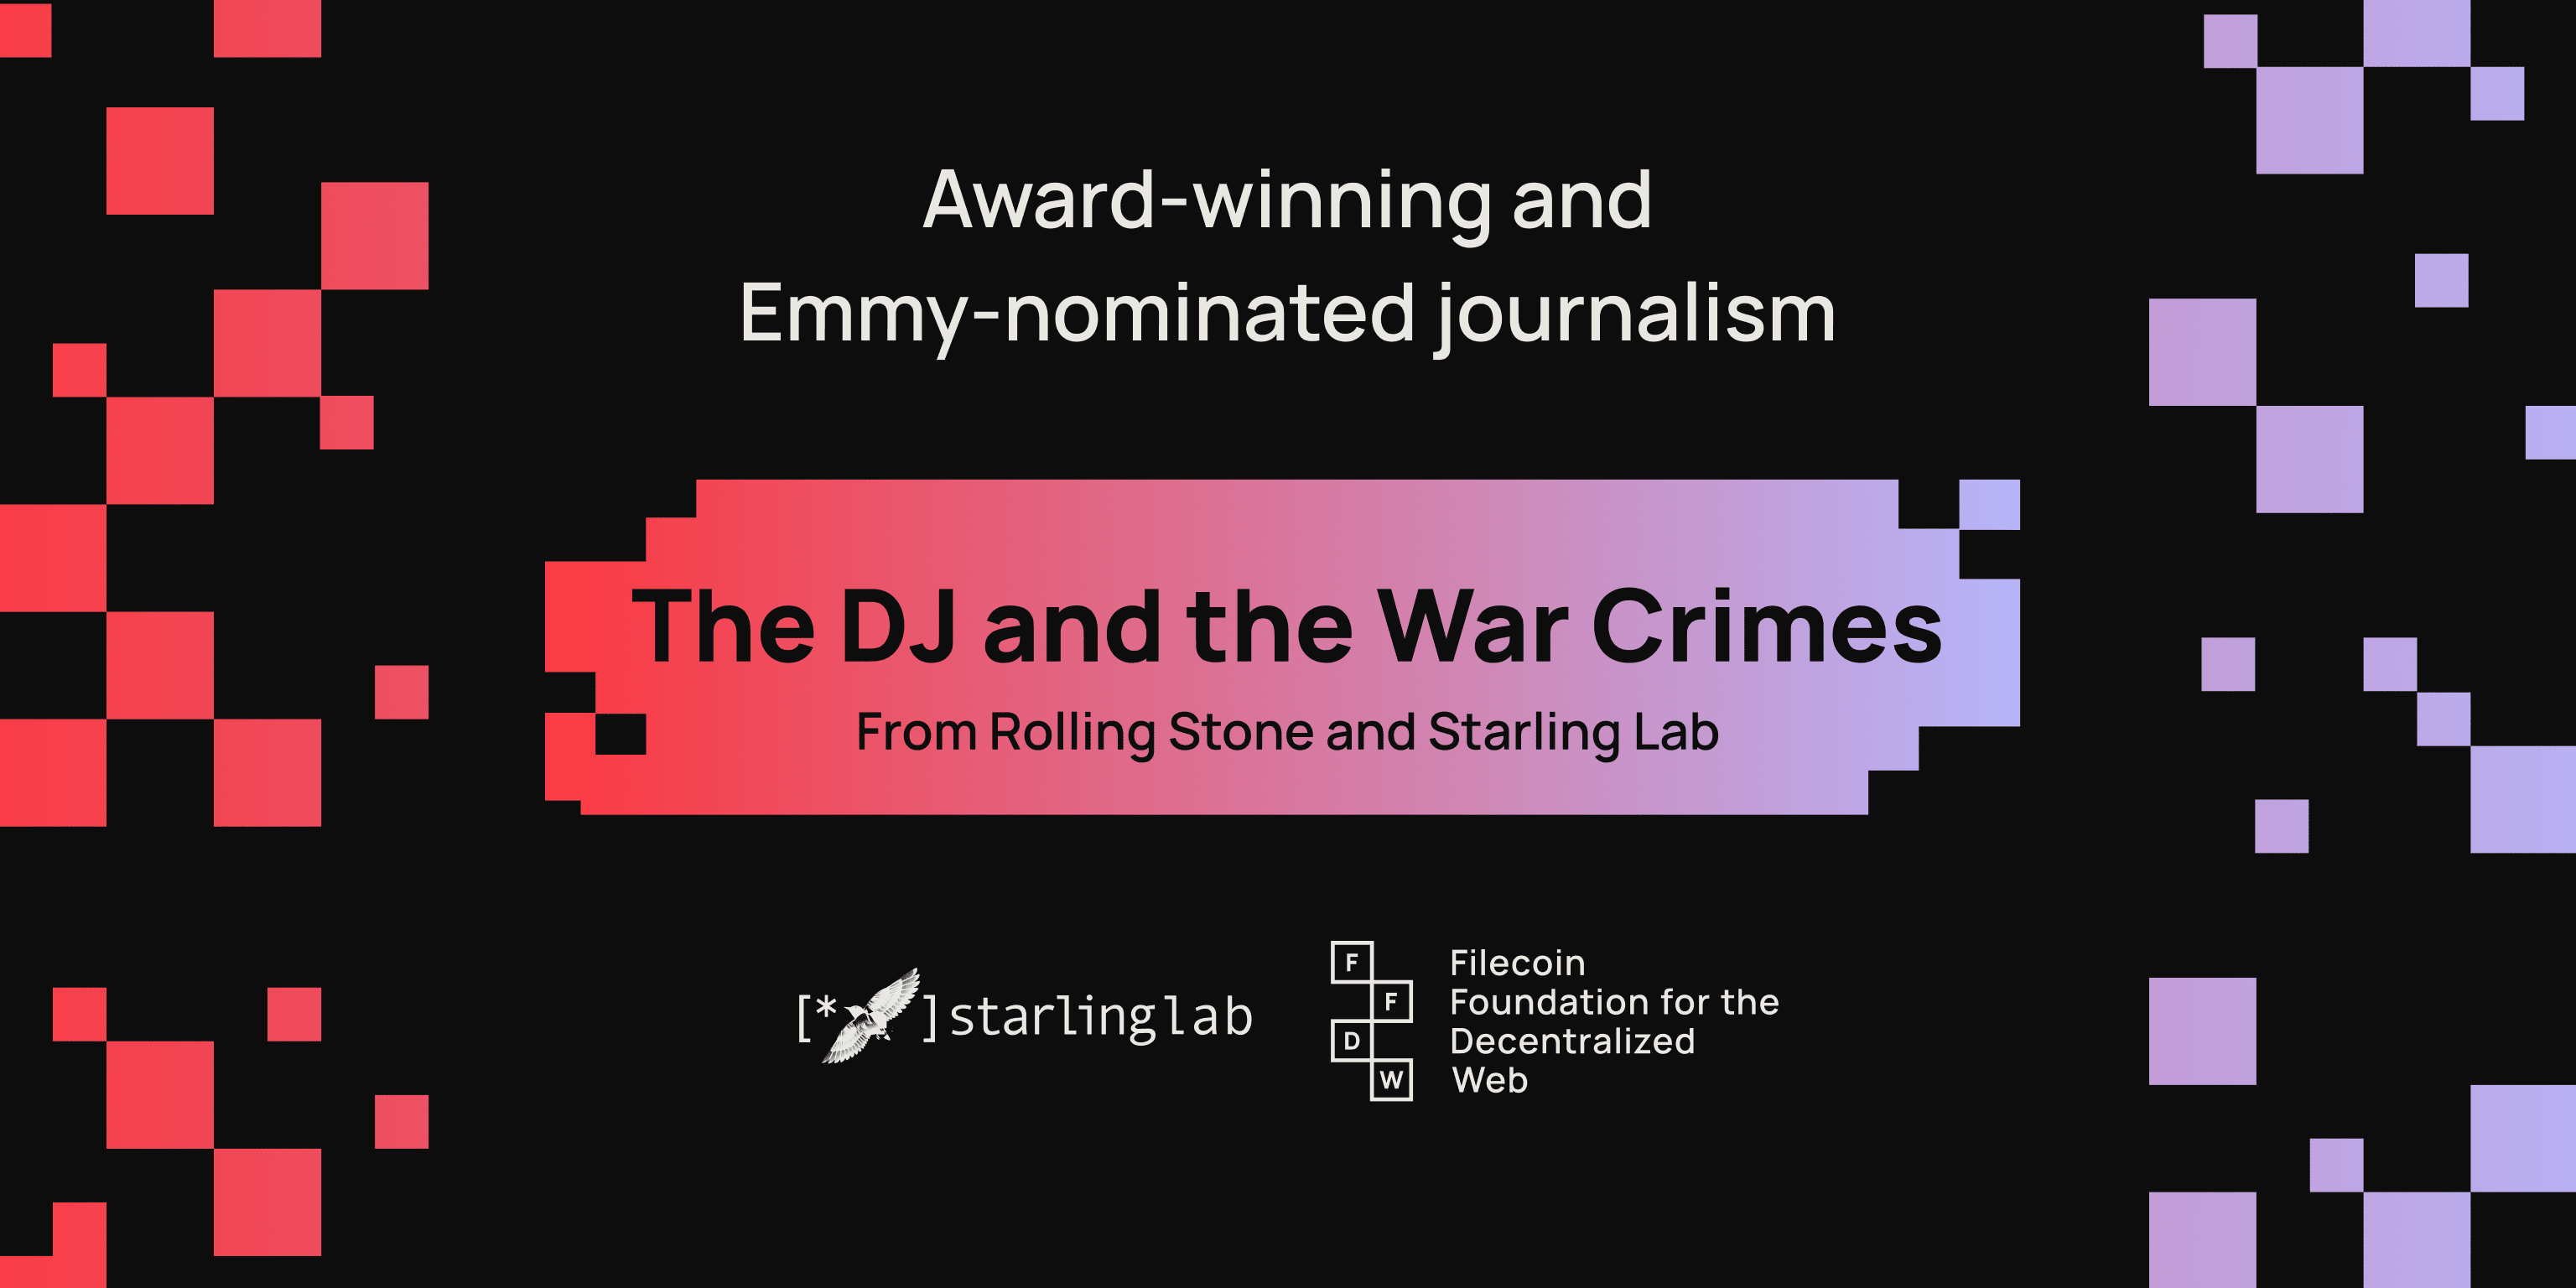 Award-winning and
Emmy-nominated journalism
The DJ and the War Crimes
From Rolling Stone and Starling Lab
[* ]starlinglab
F
F
D
W
Filecoin
Foundation for the
Decentralized
Web